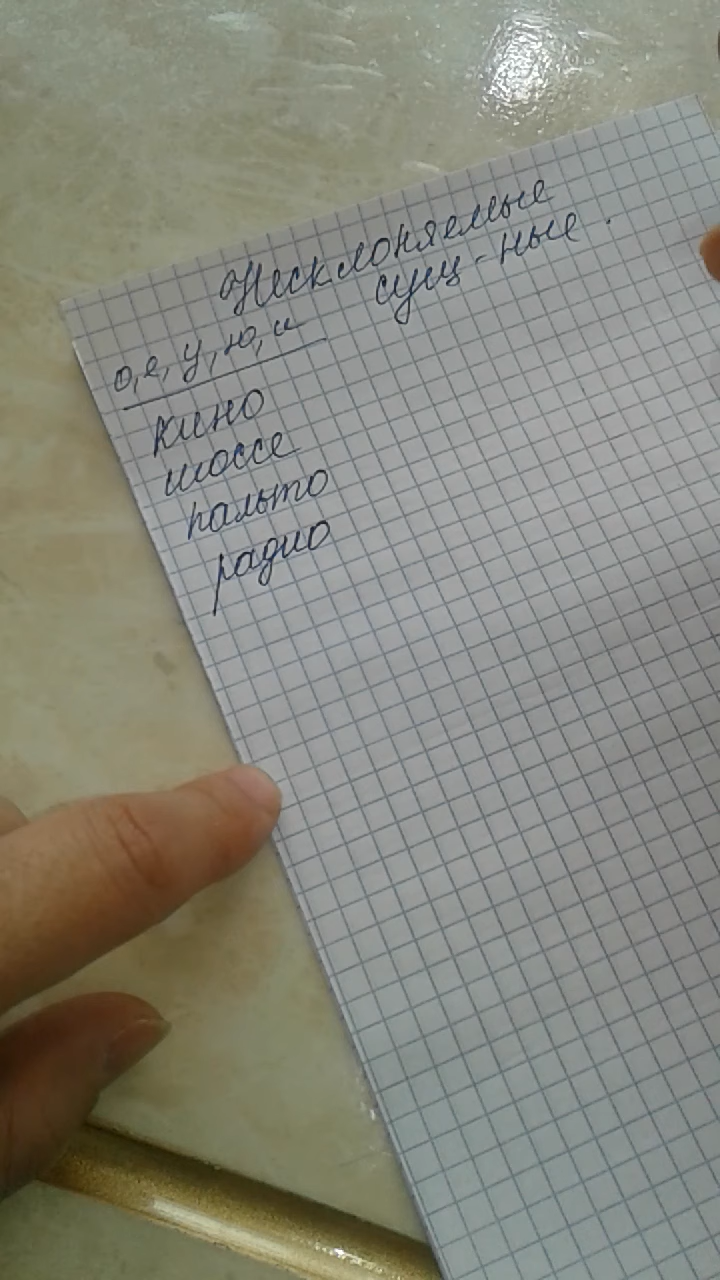 Несклоняемые
сущ-ные.
о, е, у, ю, и
кино
шоссе
пальто
радио